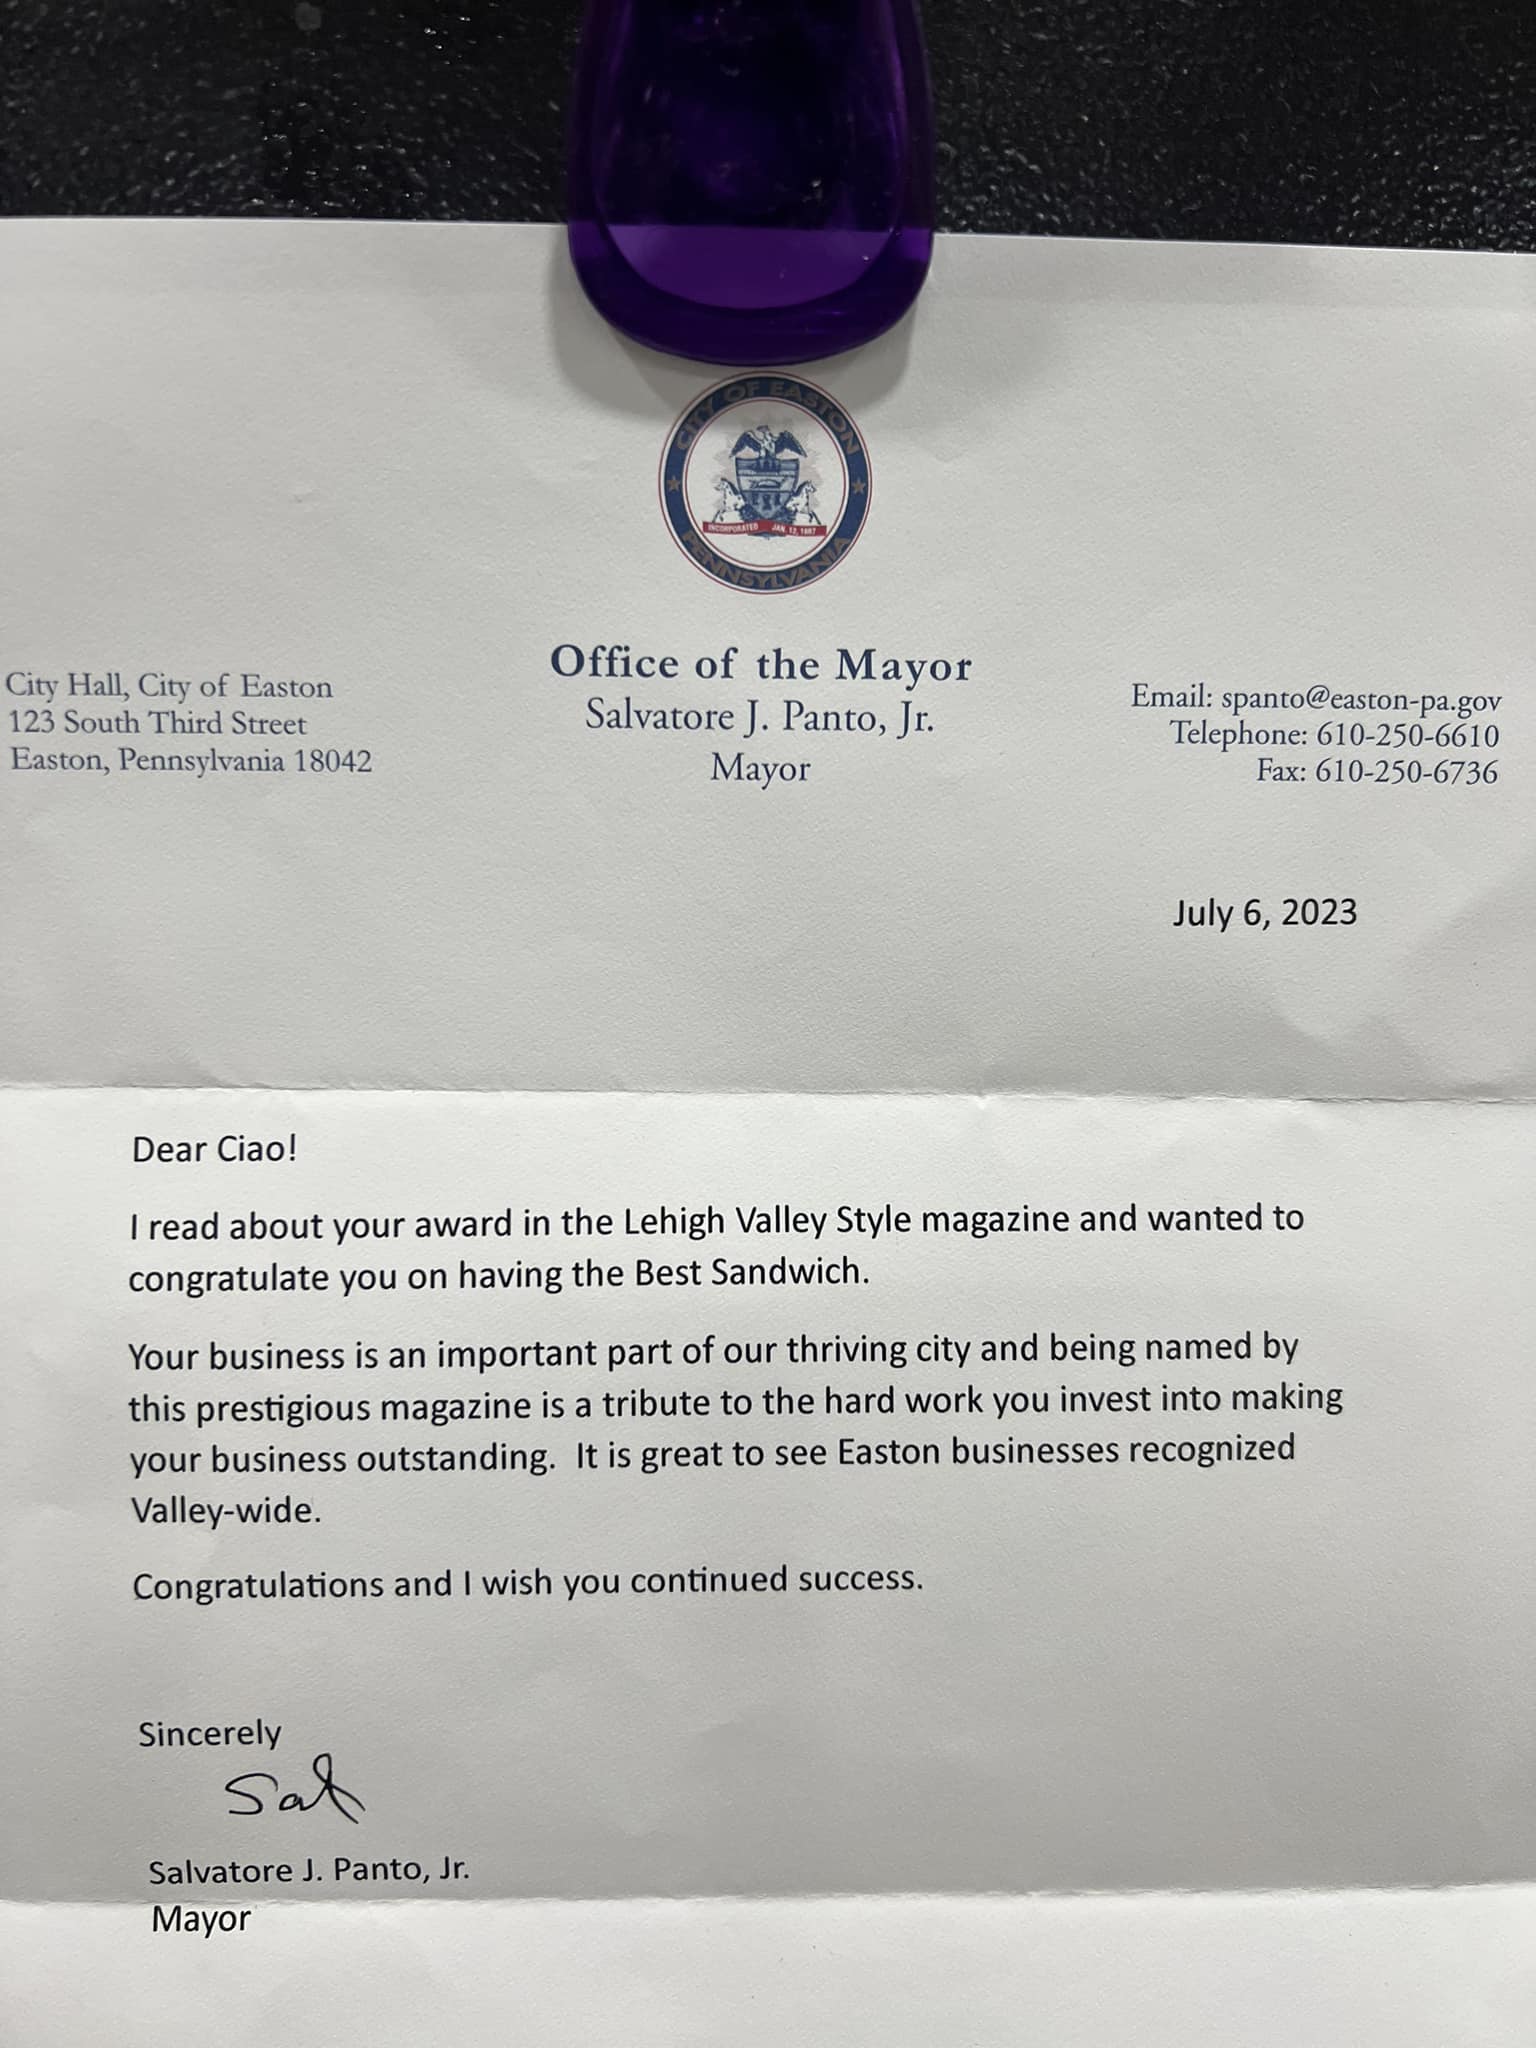 CITY OF EASTON
INCORPORATED JAN. 12, 1887
PENNSYLVANIA
Office of the Mayor
Salvatore J. Panto, Jr.
Mayor
City Hall, City of Easton
123 South Third Street
Easton, Pennsylvania 18042
Email: spanto@easton-pa.gov
Telephone: 610-250-6610
Fax: 610-250-6736
July 6, 2023
Dear Ciao!
I read about your award in the Lehigh Valley Style magazine and wanted to
congratulate you on having the Best Sandwich.
Your business is an important part of our thriving city and being named by
this prestigious magazine is a tribute to the hard work you invest into making
your business outstanding.  It is great to see Easton businesses recognized
Valley-wide.
Congratulations and I wish you continued success.
Sincerely
Sal
Salvatore J. Panto, Jr.
Mayor